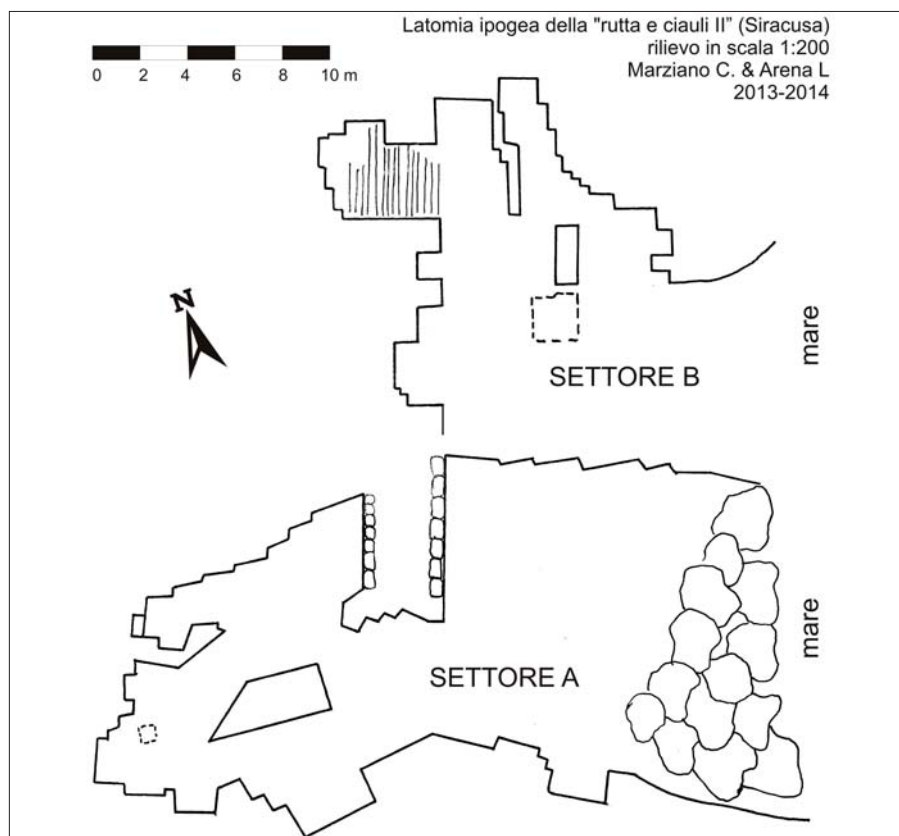 Latomia ipogea della "rutta e ciauli II" (Siracusa)
rilievo in scala 1:200
Marziano C. & Arena L
2013-2014
0 2 4 6 8 10 m
N
mare
SETTORE B
mare
SETTORE A